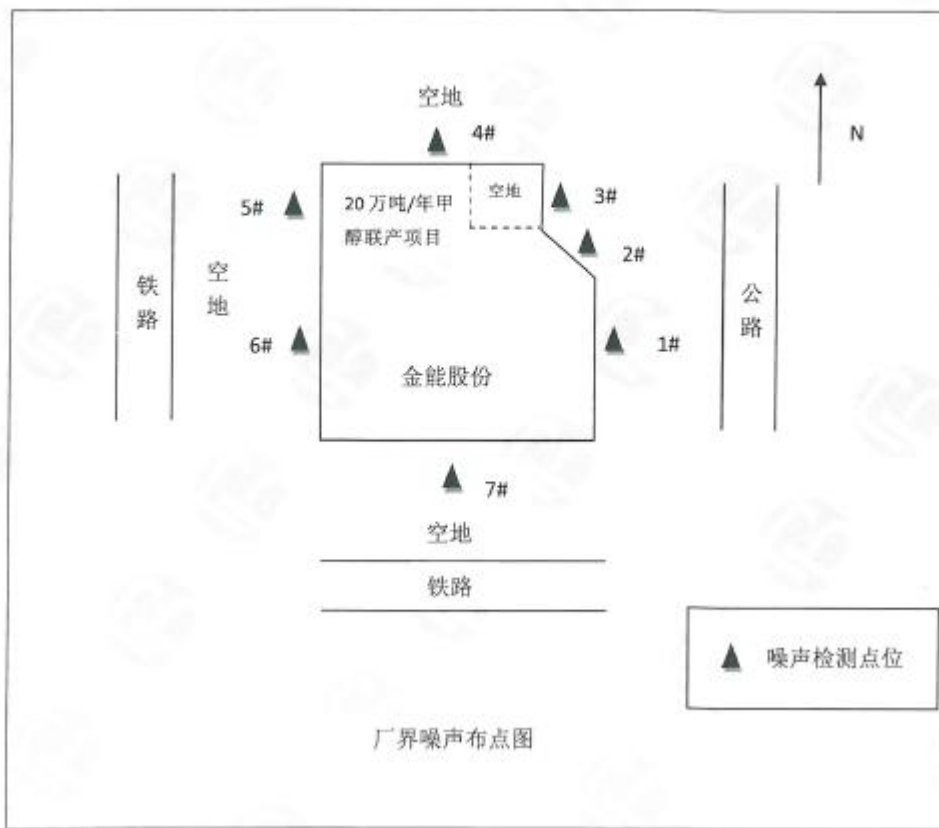 空地
4#
N
20 万吨/年甲
醇联产项目
空地
3#
5#
2#
铁路
空地
公路
6#
1#
金能股份
7#
空地
铁路
噪声检测点位
厂界噪声布点图